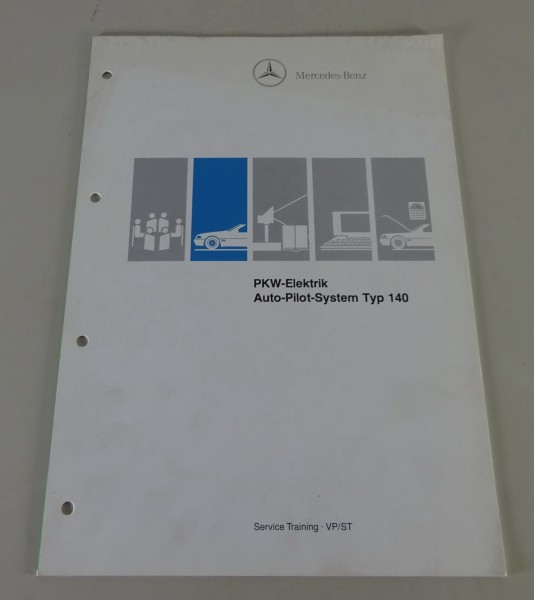 Mercedes-Benz
PKW-Elektrik
Auto-Pilot-System Typ 140
Service Training · VP/ST